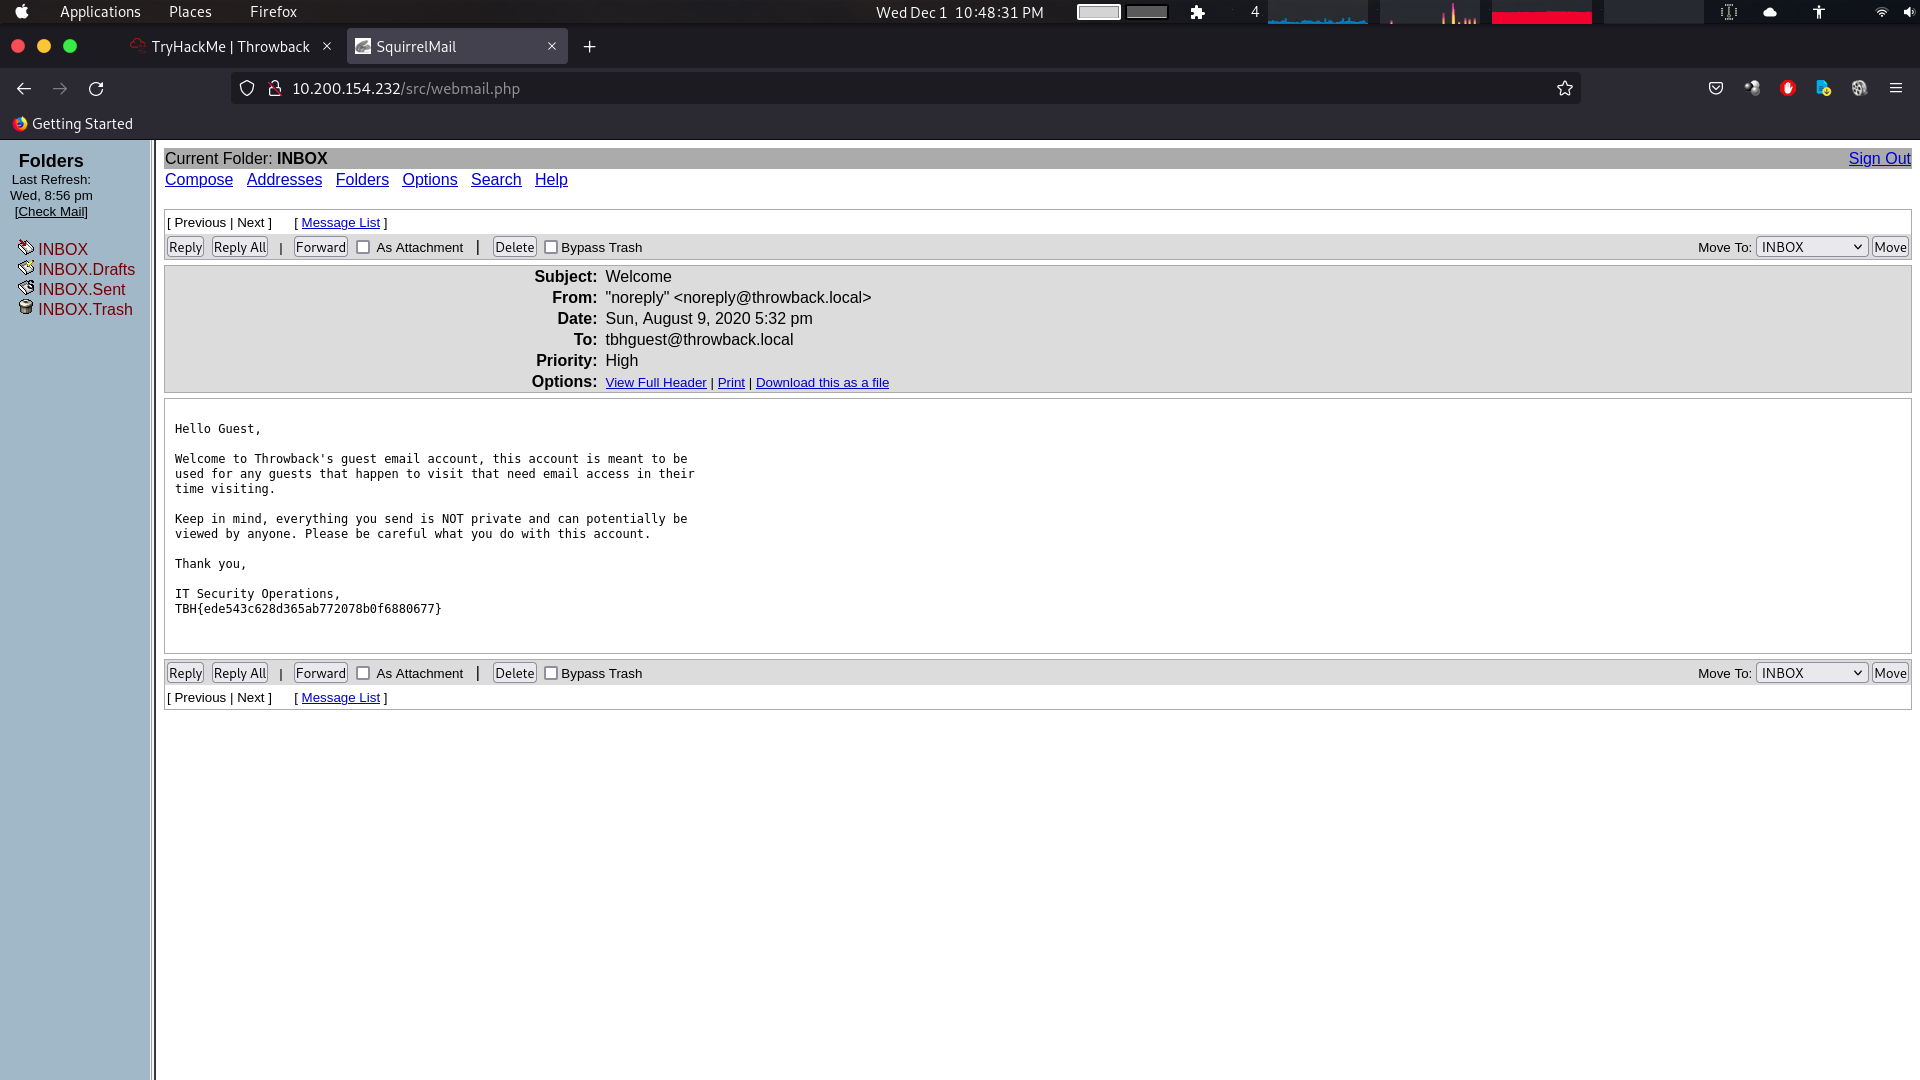 Applications Places Firefox Wed Dec 1 10:48:31 PM 4
TryHackMe | Throwback × SquirrelMail × +
10.200.154.232/src/webmail.php
Getting Started
Folders
Last Refresh:
Wed, 8:56 pm
[Check Mail]
INBOX
INBOX.Drafts
INBOX.Sent
INBOX.Trash
Current Folder: INBOX Sign Out
Compose Addresses Folders Options Search Help
[ Previous | Next ] [ Message List ]
Reply Reply All | Forward As Attachment | Delete Bypass Trash Move To: INBOX Move
Subject: Welcome
From: "noreply" <noreply@throwback.local>
Date: Sun, August 9, 2020 5:32 pm
To: tbhguest@throwback.local
Priority: High
Options: View Full Header | Print | Download this as a file
Hello Guest,
Welcome to Throwback's guest email account, this account is meant to be
used for any guests that happen to visit that need email access in their
time visiting.
Keep in mind, everything you send is NOT private and can potentially be
viewed by anyone. Please be careful what you do with this account.
Thank you,
IT Security Operations,
TBH{ede543c628d365ab772078b0f6880677}
Reply Reply All | Forward As Attachment | Delete Bypass Trash Move To: INBOX Move
[ Previous | Next ] [ Message List ]